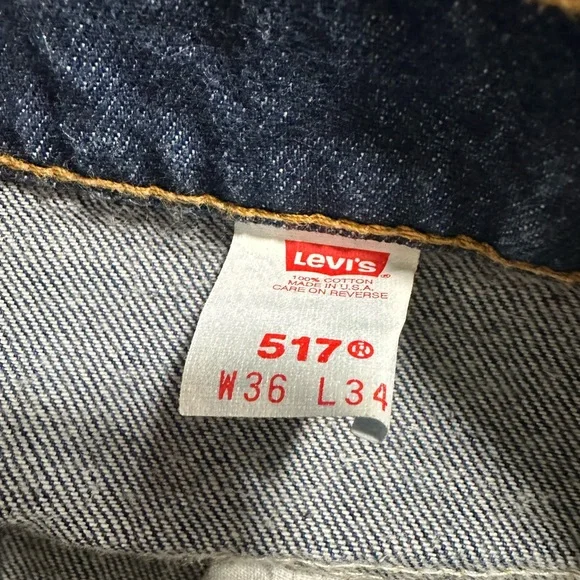 Levi's®
100% COTTON
MADE IN U.S.A.
CARE ON REVERSE
517®
W36 L34